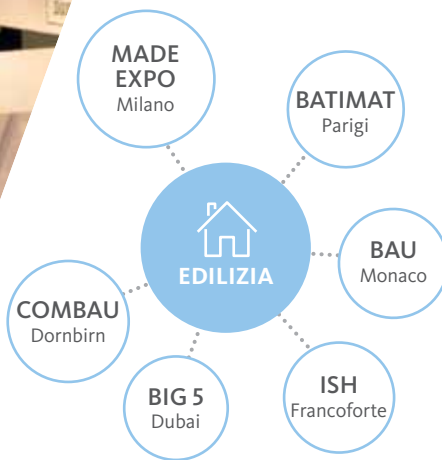 MADE
EXPO
Milano
BATIMAT
Parigi
EDILIZIA
BAU
Monaco
COMBAU
Dornbirn
BIG 5
Dubai
ISH
Francoforte